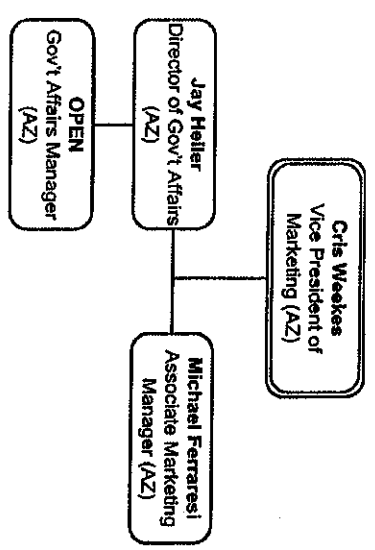 Cris Weekes
Vice President of
Marketing (AZ)
Jay Heller
Director of Gov't Affairs
(AZ)
Michael Ferraresi
Associate Marketing
Manager (AZ)
OPEN
Gov't Affairs Manager
(AZ)